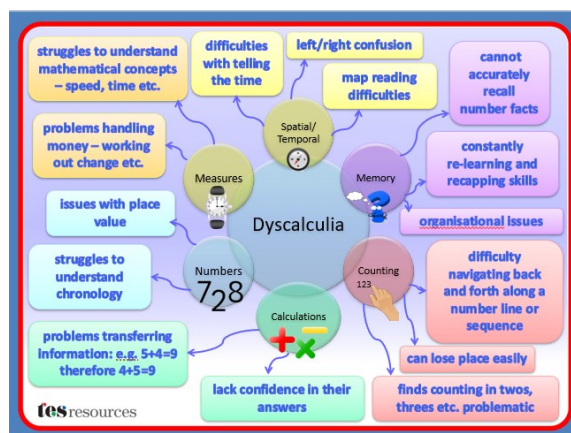 struggles to understand
mathematical concepts
– speed, time etc.
difficulties
with telling
the time
left/right confusion
map reading
difficulties
cannot
accurately
recall
number facts
problems handling
money – working
out change etc.
Spatial/
Temporal
Measures
Memory
constantly
re-learning and
recapping skills
organisational issues
issues with place
value
Dyscalculia
struggles to
understand
chronology
Numbers
728
Counting
123
difficulty
navigating back
and forth along a
number line or
sequence
Calculations
problems transferring
information: e.g. 5+4=9
therefore 4+5=9
can lose place easily
lack confidence in their
answers
finds counting in twos,
threes etc. problematic
tes resources